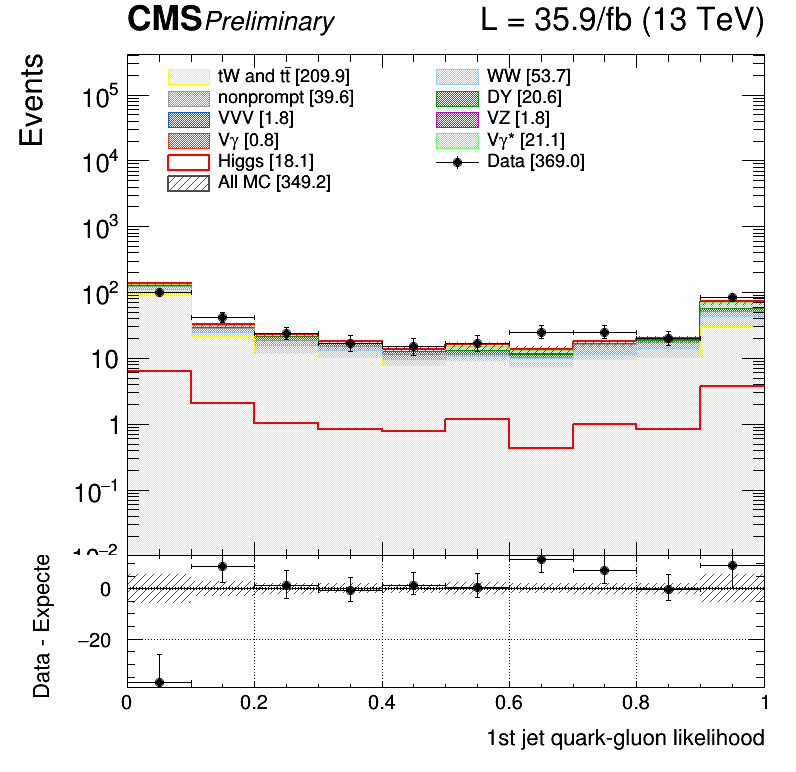 CMS Preliminary L = 35.9/fb (13 TeV)
Events
tW and tt̄ [209.9] WW [53.7]
nonprompt [39.6] DY [20.6]
VVV [1.8] VZ [1.8]
Vγ [0.8] Vγ* [21.1]
Higgs [18.1] Data [369.0]
All MC [349.2]
10⁵
10⁴
10³
10²
10
1
10⁻¹
10⁻²
Data - Expecte
0
−20
0 0.2 0.4 0.6 0.8 1
1st jet quark-gluon likelihood